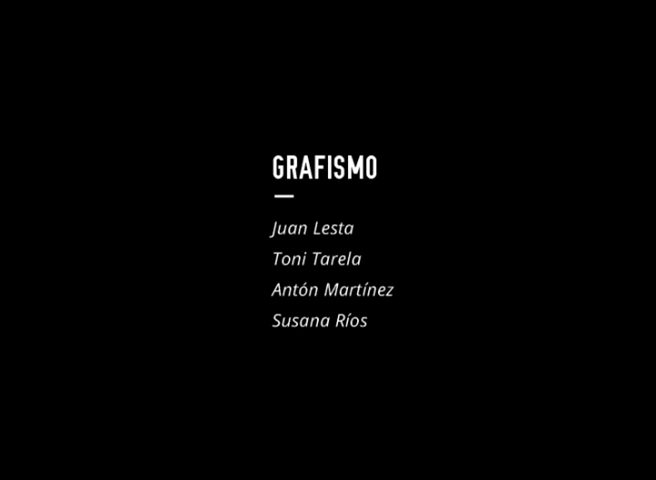 GRAFISMO
Juan Lesta
Toni Tarela
Antón Martínez
Susana Ríos